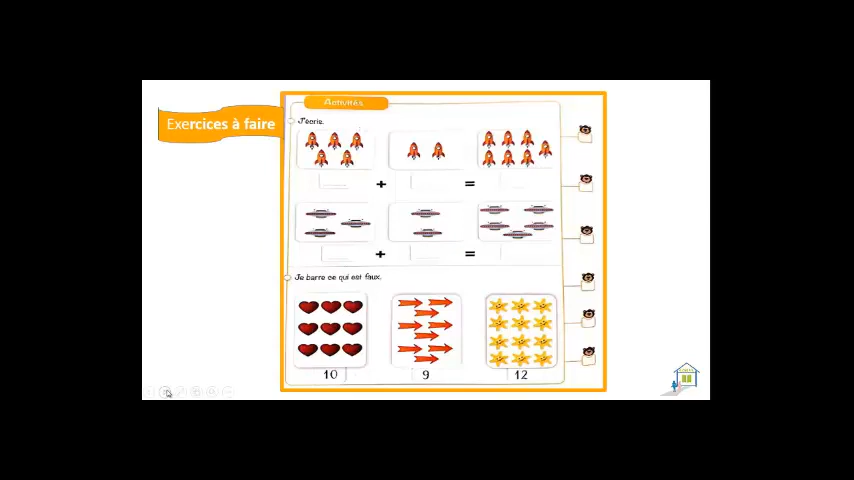 Activités
Exercices à faire
J'écris.
+ =
+ =
Je barre ce qui est faux.
10 9 12